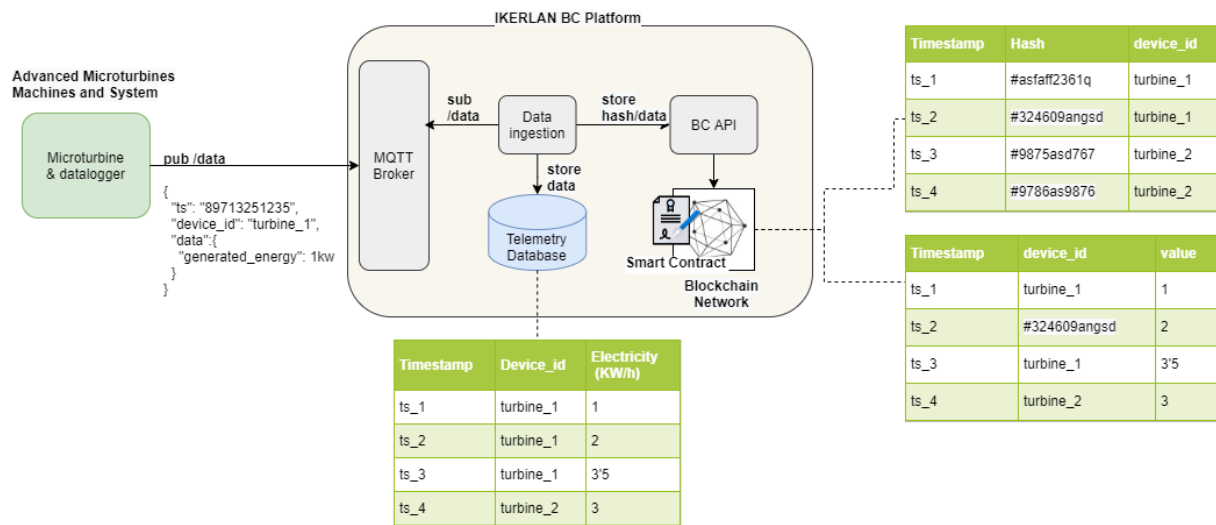 IKERLAN BC Platform
Advanced Microturbines
Machines and System
Microturbine
& datalogger
pub /data
{
"ts": "89713251235",
"device_id": "turbine_1",
"data":{
"generated_energy": 1kw
}
}
MQTT
Broker
sub
/data
Data
ingestion
store
hash/data
BC API
store
data
Telemetry
Database
Smart Contract
Blockchain
Network
Timestamp Hash device_id
ts_1 #asfaff2361q turbine_1
ts_2 #324609angsd turbine_1
ts_3 #9875asd767 turbine_2
ts_4 #9786as9876 turbine_2
Timestamp device_id value
ts_1 turbine_1 1
ts_2 #324609angsd 2
ts_3 turbine_1 3'5
ts_4 turbine_2 3
Timestamp Device_id Electricity
(KW/h)
ts_1 turbine_1 1
ts_2 turbine_1 2
ts_3 turbine_1 3'5
ts_4 turbine_2 3